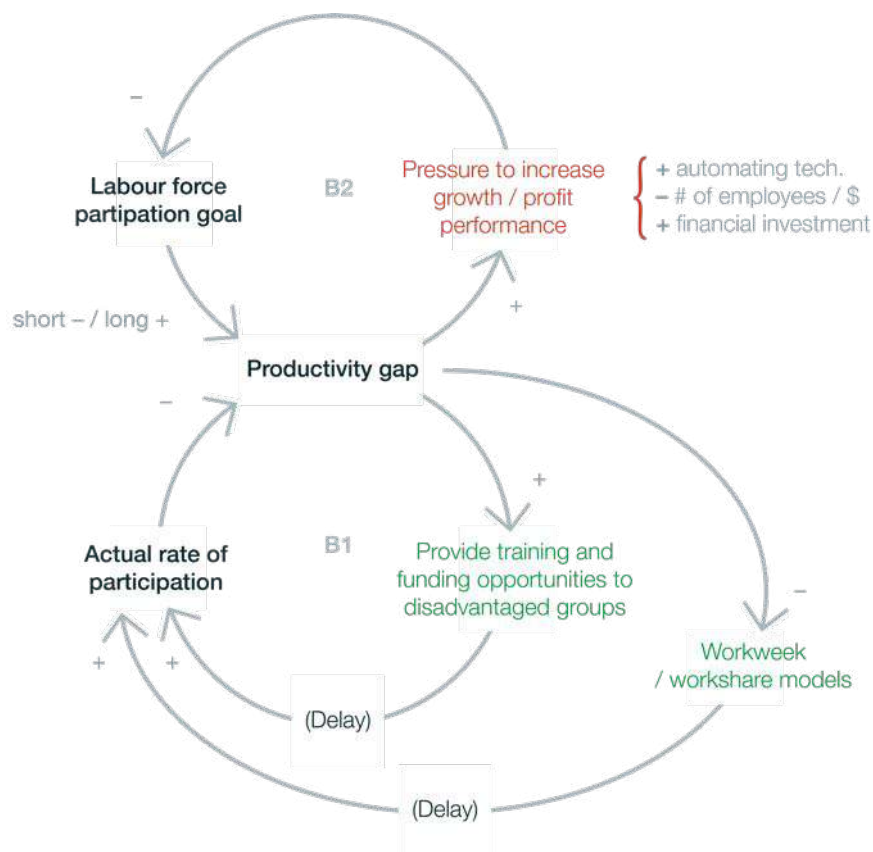 –
Labour force
partipation goal
B2
Pressure to increase
growth / profit
performance
+ automating tech.
– # of employees / $
+ financial investment
short – / long +
+
Productivity gap
–
+
Actual rate of
participation
B1
Provide training and
funding opportunities to
disadvantaged groups
–
+
+
Workweek
/ workshare models
(Delay)
(Delay)